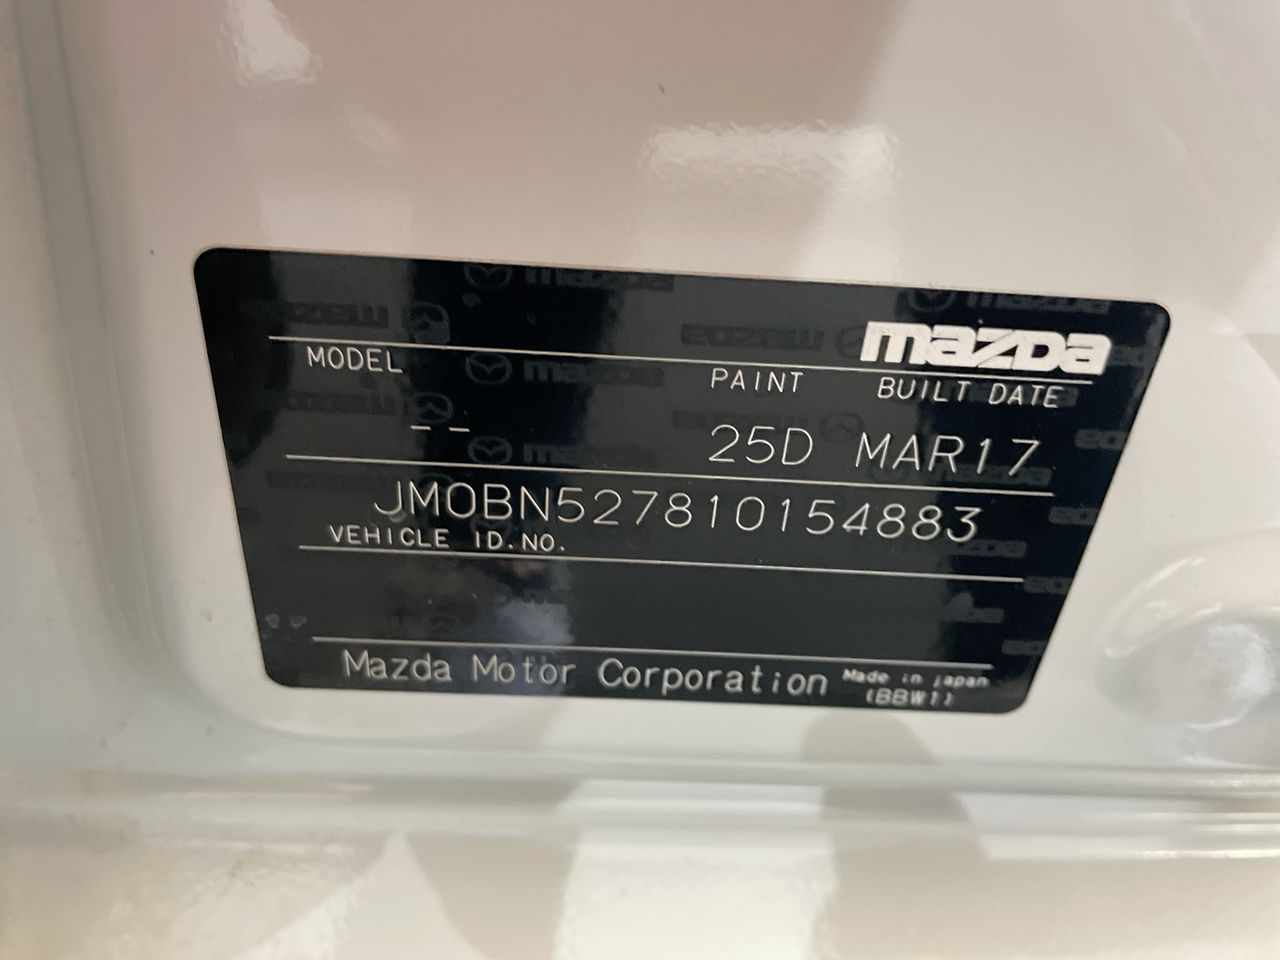 mazda
MODEL PAINT BUILT DATE
-- 25D MAR17
JM0BN527810154883
VEHICLE ID.NO.
Mazda Motor Corporation Made in japan
(BBW1)